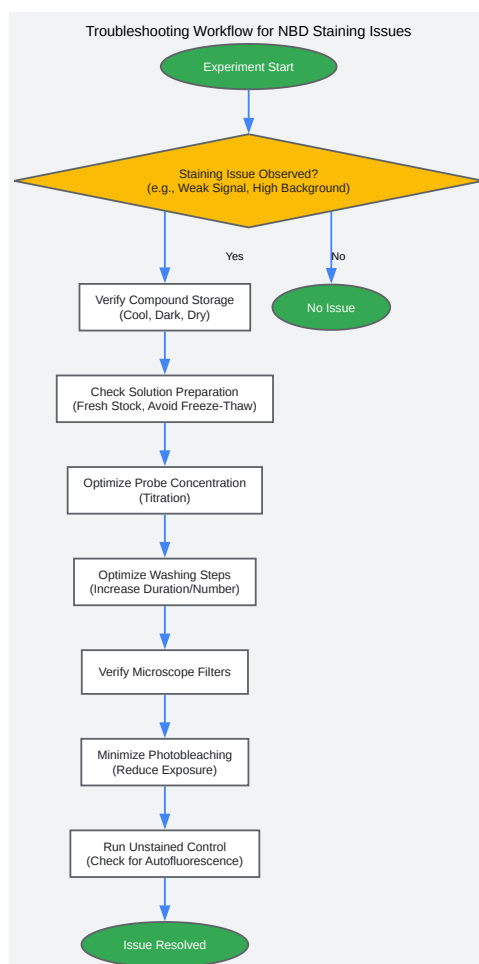 Troubleshooting Workflow for NBD Staining Issues
Experiment Start
Staining Issue Observed?
(e.g., Weak Signal, High Background)
Yes
No
Verify Compound Storage
(Cool, Dark, Dry)
No Issue
Check Solution Preparation
(Fresh Stock, Avoid Freeze-Thaw)
Optimize Probe Concentration
(Titration)
Optimize Washing Steps
(Increase Duration/Number)
Verify Microscope Filters
Minimize Photobleaching
(Reduce Exposure)
Run Unstained Control
(Check for Autofluorescence)
Issue Resolved